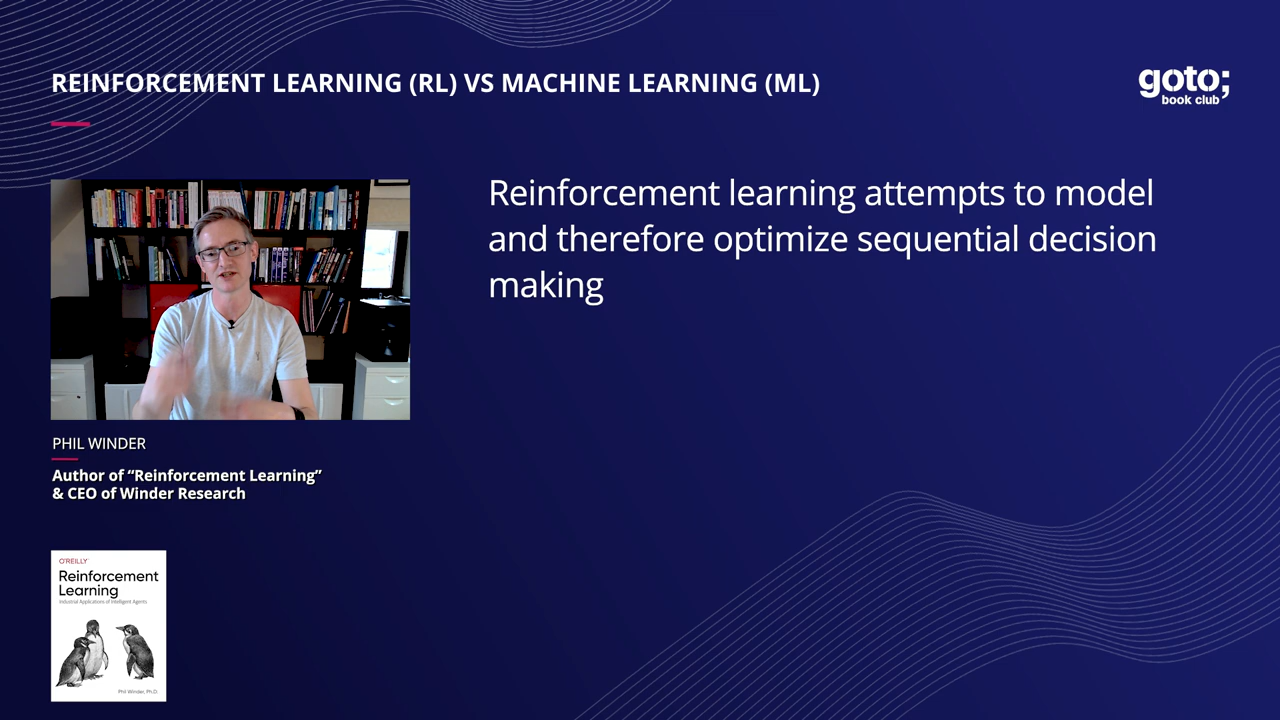 REINFORCEMENT LEARNING (RL) VS MACHINE LEARNING (ML)
goto;
book club
Reinforcement learning attempts to model
and therefore optimize sequential decision
making
PHIL WINDER
Author of “Reinforcement Learning”
& CEO of Winder Research
O'REILLY
Reinforcement
Learning
Industrial Applications of Intelligent Agents
Phil Winder, Ph.D.